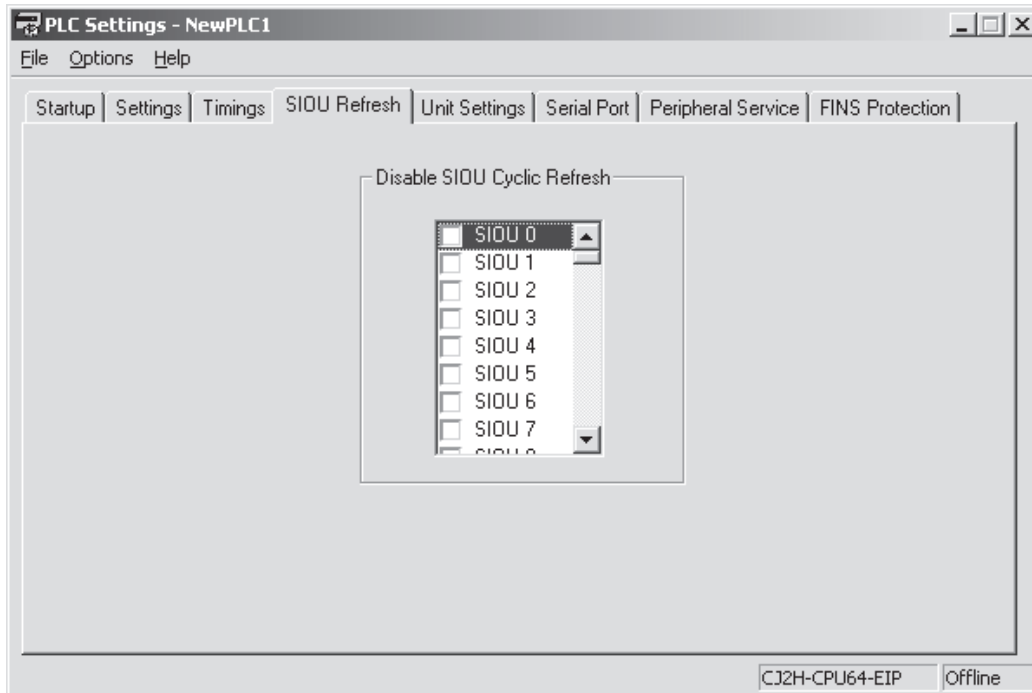 PLC Settings - NewPLC1
File Options Help
Startup Settings Timings SIOU Refresh Unit Settings Serial Port Peripheral Service FINS Protection
Disable SIOU Cyclic Refresh
SIOU 0
SIOU 1
SIOU 2
SIOU 3
SIOU 4
SIOU 5
SIOU 6
SIOU 7
CJ2H-CPU64-EIP Offline